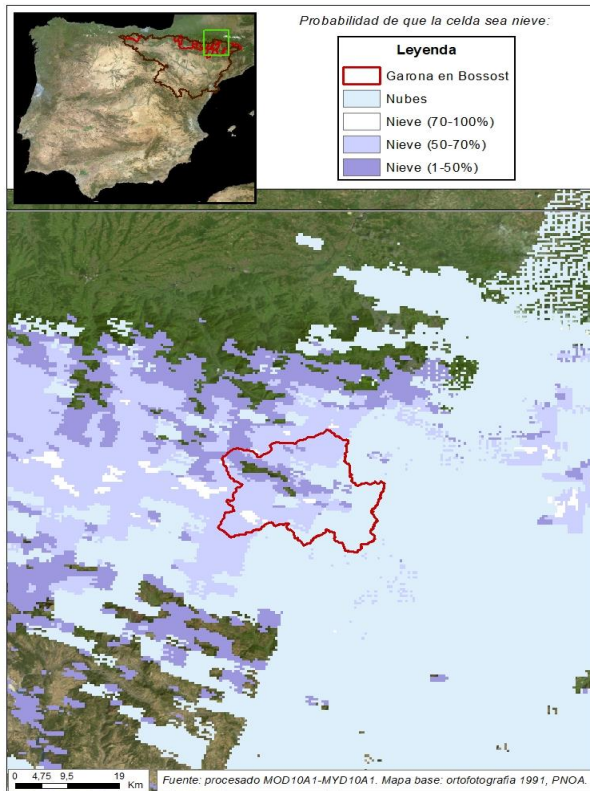 Probabilidad de que la celda sea nieve:
Leyenda
Garona en Bossost
Nubes
Nieve (70-100%)
Nieve (50-70%)
Nieve (1-50%)
0 4,75 9,5 19
Km
Fuente: procesado MOD10A1-MYD10A1. Mapa base: ortofotografia 1991, PNOA.